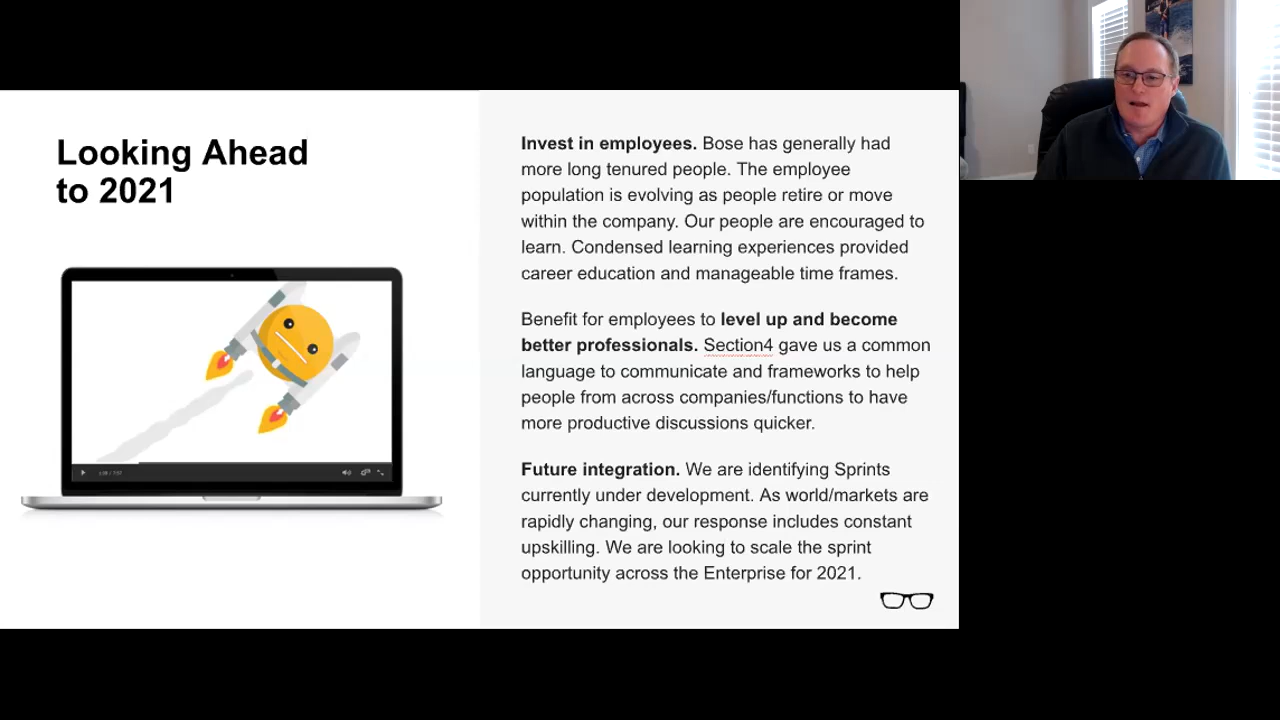 Looking Ahead
to 2021
Invest in employees. Bose has generally had
more long tenured people. The employee
population is evolving as people retire or move
within the company. Our people are encouraged to
learn. Condensed learning experiences provided
career education and manageable time frames.
Benefit for employees to level up and become
better professionals. Section4 gave us a common
language to communicate and frameworks to help
people from across companies/functions to have
more productive discussions quicker.
Future integration. We are identifying Sprints
currently under development. As world/markets are
rapidly changing, our response includes constant
upskilling. We are looking to scale the sprint
opportunity across the Enterprise for 2021.